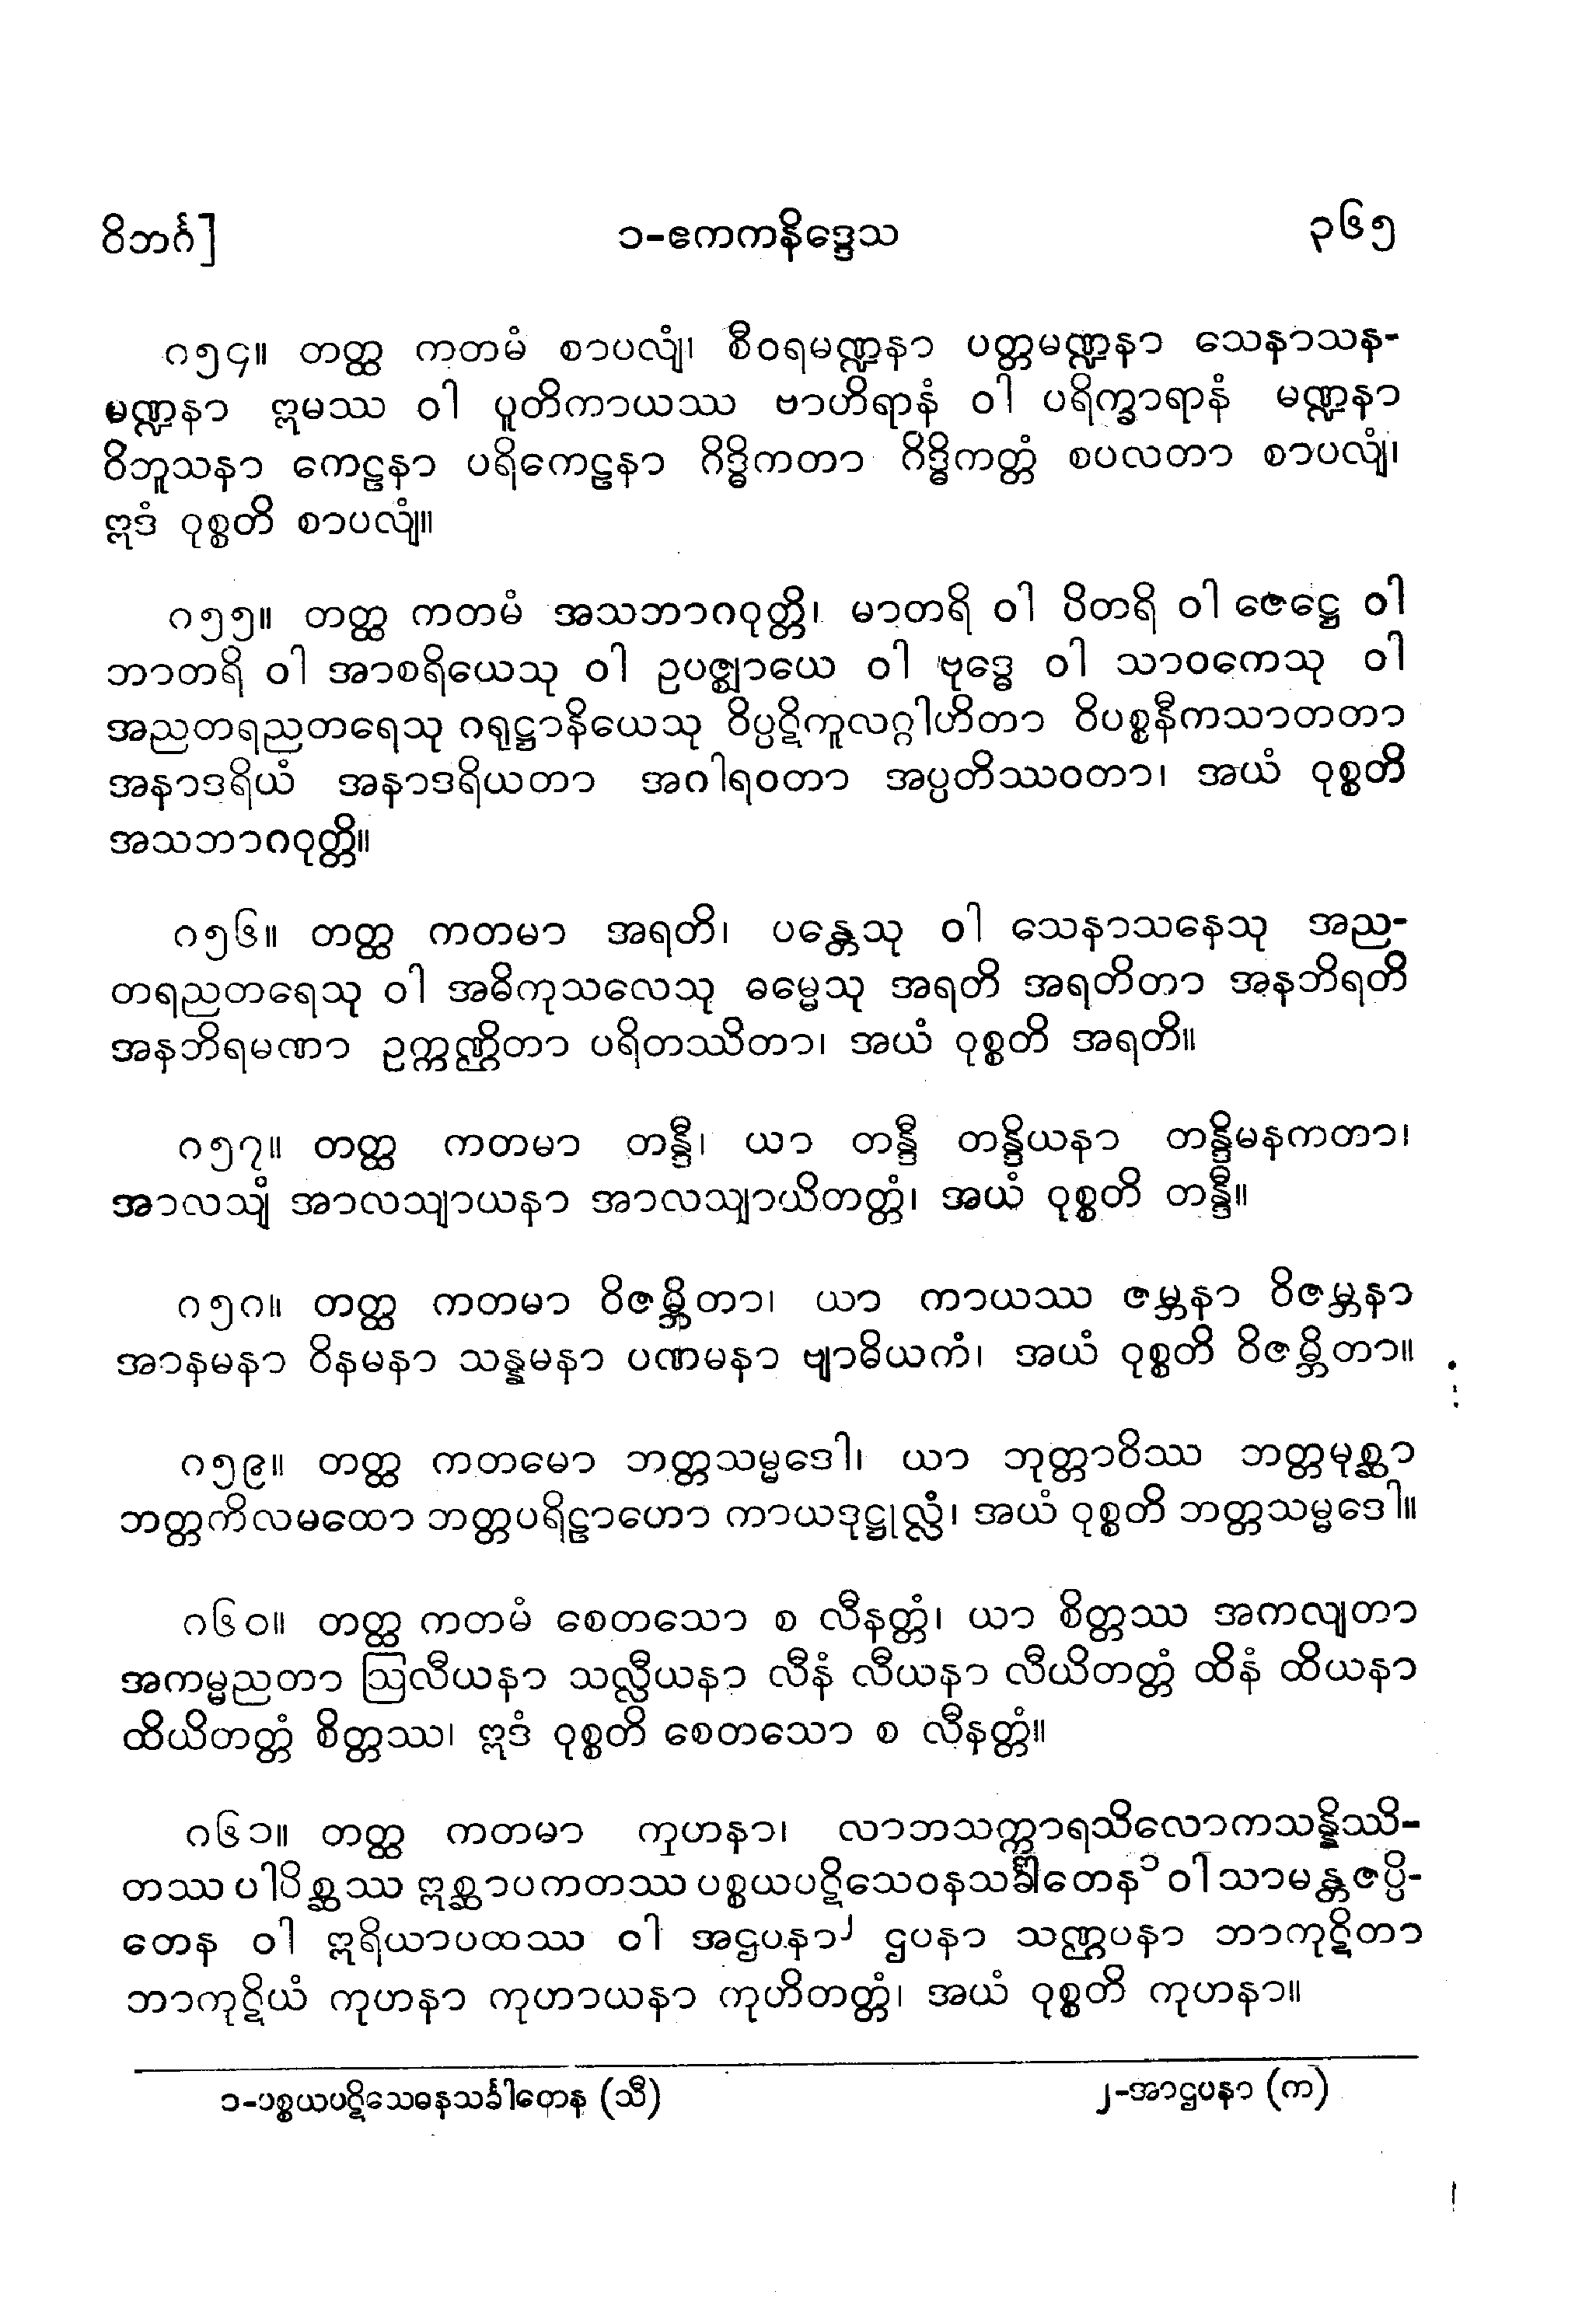 ဝိဘင်္ဂ]
၁-ဧကကနိဒ္ဒေသ
၃၆၅
၈၅၄။ တတ္ထ ကတမံ စာပလျံ၊ စီဝရမဏ္ဍနာ ပတ္တမဏ္ဍနာ သေနာသန-
မဏ္ဍနာ ဣမဿ ဝါ ပူတိကာယဿ ဗာဟိရာနံ ဝါ ပရိက္ခာရာနံ မဏ္ဍနာ
ဝိဘူသနာ ကေဠနာ ပရိကေဠနာ ဂိဒ္ဓိကတာ ဂိဒ္ဓိကတ္တံ စပလတာ စာပလျံ၊
ဣဒံ ဝုစ္စတိ စာပလျံ။
၈၅၅။ တတ္ထ ကတမံ အသဘာဂဝုတ္တိ၊ မာတရိ ဝါ ပိတရိ ဝါ ဇေဋ္ဌေ ဝါ
ဘာတရိ ဝါ အာစရိယေသု ဝါ ဥပဇ္ဈာယေ ဝါ ဗုဒ္ဓေ ဝါ သာဝကေသု ဝါ
အညတရညတရေသု ဂရုဋ္ဌာနိယေသု ဝိပ္ပဋိကူလဂ္ဂါဟိတာ ဝိပစ္စနီကသာတတာ
အနာဒရိယံ အနာဒရိယတာ အဂါရဝတာ အပ္ပတိဿဝတာ၊ အယံ ဝုစ္စတိ
အသဘာဂဝုတ္တိ။
၈၅၆။ တတ္ထ ကတမာ အရတိ၊ ပန္တေသု ဝါ သေနာသနေသု အည-
တရညတရေသု ဝါ အဓိကုသလေသု ဓမ္မေသု အရတိ အရတိတာ အနဘိရတိ
အနဘိရမဏာ ဥက္ကဏ္ဌိတာ ပရိတဿိတာ၊ အယံ ဝုစ္စတိ အရတိ။
၈၅၇။ တတ္ထ ကတမာ တန္ဒီ၊ ယာ တန္ဒီ တန္ဒိယနာ တန္ဒိမနကတာ၊
အာလသျံ အာလသျာယနာ အာလသျာယိတတ္တံ၊ အယံ ဝုစ္စတိ တန္ဒီ။
၈၅၈။ တတ္ထ ကတမာ ဝိဇမ္ဘိတာ၊ ယာ ကာယဿ ဇမ္ဘနာ ဝိဇမ္ဘနာ
အာနမနာ ဝိနမနာ သန္နမနာ ပဏမနာ ဗျာဓိယကံ၊ အယံ ဝုစ္စတိ ဝိဇမ္ဘိတာ။
၈၅၉။ တတ္ထ ကတမော ဘတ္တသမ္မဒေါ၊ ယာ ဘုတ္တာဝိဿ ဘတ္တမုစ္ဆာ
ဘတ္တကိလမထော ဘတ္တပရိဠာဟော ကာယဒုဋ္ဌုလ္လံ၊ အယံ ဝုစ္စတိ ဘတ္တသမ္မဒေါ။
၈၆၀။ တတ္ထ ကတမံ စေတသော စ လီနတ္တံ၊ ယာ စိတ္တဿ အကလျတာ
အကမ္မညတာ ဩလီယနာ သလ္လီယနာ လီနံ လီယနာ လီယိတတ္တံ ထိနံ ထိယနာ
ထိယိတတ္တံ စိတ္တဿ၊ ဣဒံ ဝုစ္စတိ စေတသော စ လီနတ္တံ။
၈၆၁။ တတ္ထ ကတမာ ကုဟနာ၊ လာဘသက္ကာရသိလောကသန္နိဿိ-
တဿ ပါပိစ္ဆဿ ဣစ္ဆာပကတဿ ပစ္စယပဋိသေဝနသင်္ခါတေန၁ ဝါ သာမန္တဇပ္ပိ-
တေန ဝါ ဣရိယာပထဿ ဝါ အဌပနာ၂ ဌပနာ သဏ္ဌပနာ ဘာကုဋိတာ
ဘာကုဋိယံ ကုဟနာ ကုဟာယနာ ကုဟိတတ္တံ၊ အယံ ဝုစ္စတိ ကုဟနာ။
၁-ပစ္စယပဋိသေဓနသင်္ခါတေန (သီ)
၂-အာဌပနာ (က)